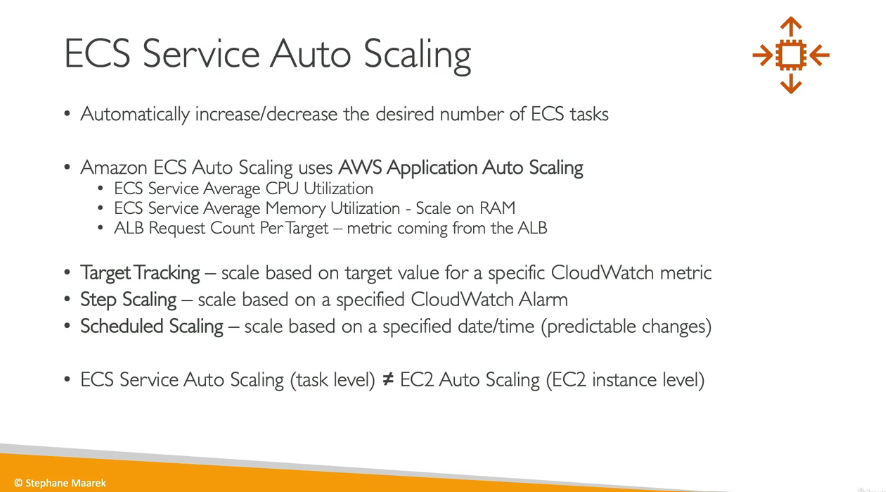 ECS Service Auto Scaling
• Automatically increase/decrease the desired number of ECS tasks
• Amazon ECS Auto Scaling uses AWS Application Auto Scaling
• ECS Service Average CPU Utilization
• ECS Service Average Memory Utilization - Scale on RAM
• ALB Request Count Per Target – metric coming from the ALB
• Target Tracking – scale based on target value for a specific CloudWatch metric
• Step Scaling – scale based on a specified CloudWatch Alarm
• Scheduled Scaling – scale based on a specified date/time (predictable changes)
• ECS Service Auto Scaling (task level) ≠ EC2 Auto Scaling (EC2 instance level)
© Stephane Maarek